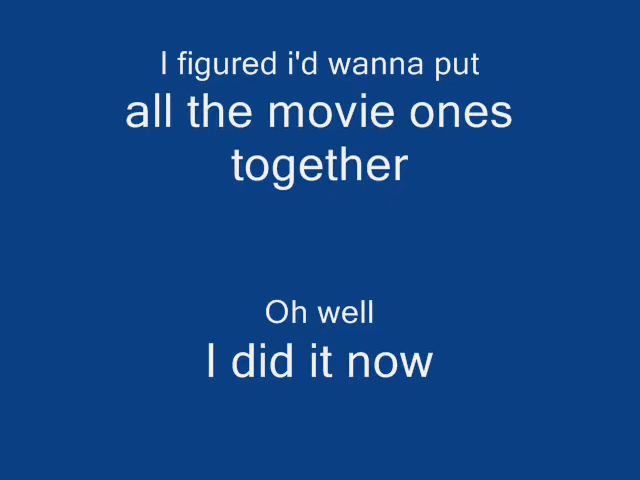 I figured i'd wanna put
all the movie ones
together
Oh well
I did it now